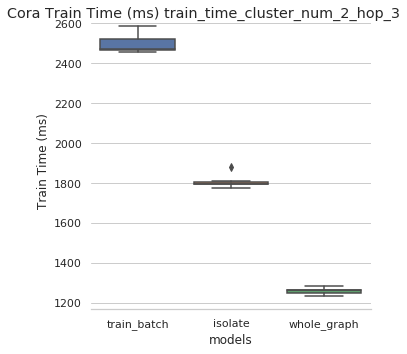 Cora Train Time (ms) train_time_cluster_num_2_hop_3
2600
2400
2200
2000
1800
1600
1400
1200
Train Time (ms)
train_batch
isolate
whole_graph
models